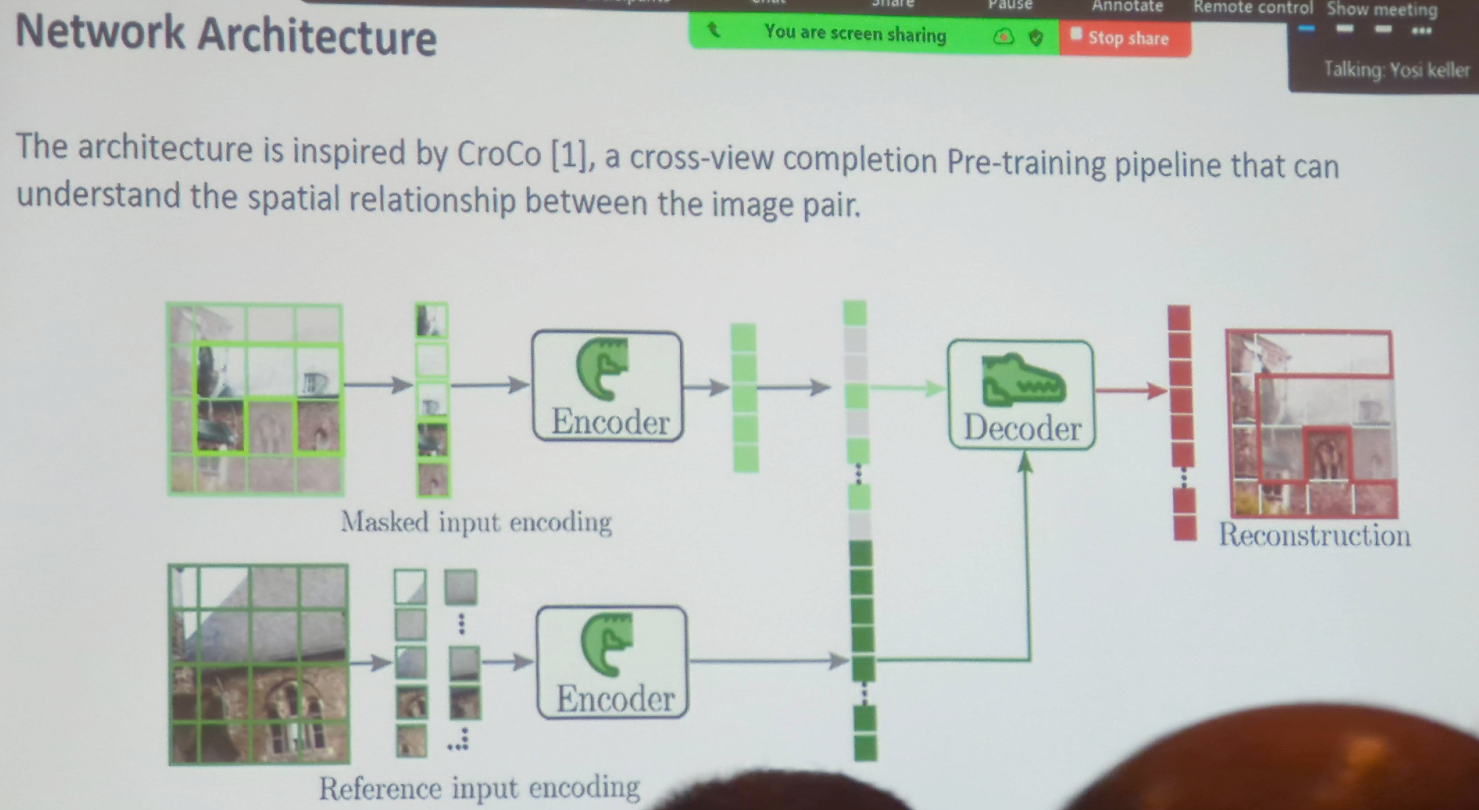 Share
Pause
Annotate
Remote control
Show meeting
You are screen sharing
Stop share
Talking: Yosi keller
Network Architecture
The architecture is inspired by CroCo [1], a cross-view completion Pre-training pipeline that can
understand the spatial relationship between the image pair.
Encoder
Decoder
Masked input encoding
Reconstruction
Encoder
Reference input encoding